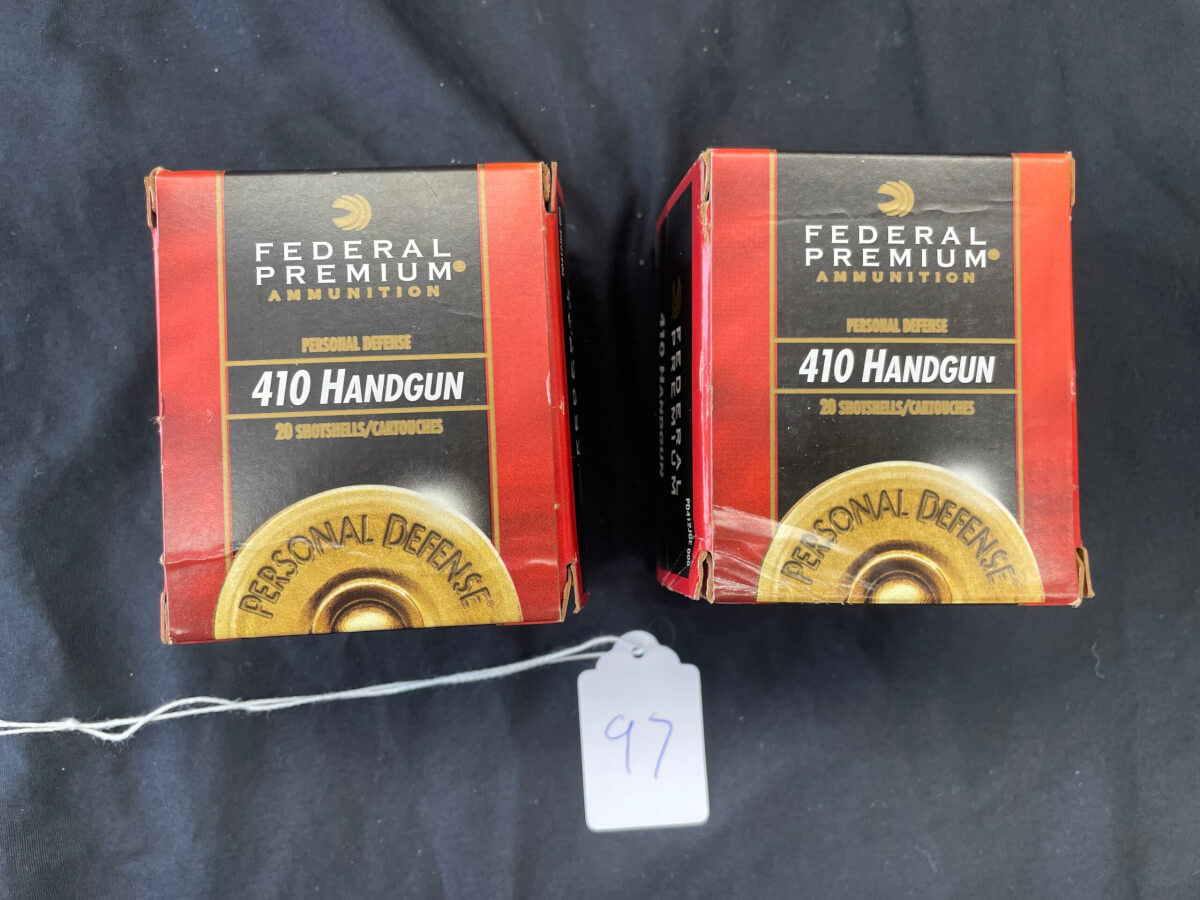 FEDERAL
PREMIUM®
AMMUNITION
PERSONAL DEFENSE
410 HANDGUN
20 SHOTSHELLS/CARTOUCHES
PERSONAL DEFENSE®
FEDERAL
PREMIUM®
AMMUNITION
PERSONAL DEFENSE
410 HANDGUN
20 SHOTSHELLS/CARTOUCHES
PERSONAL DEFENSE®
410 HANDGUN
97